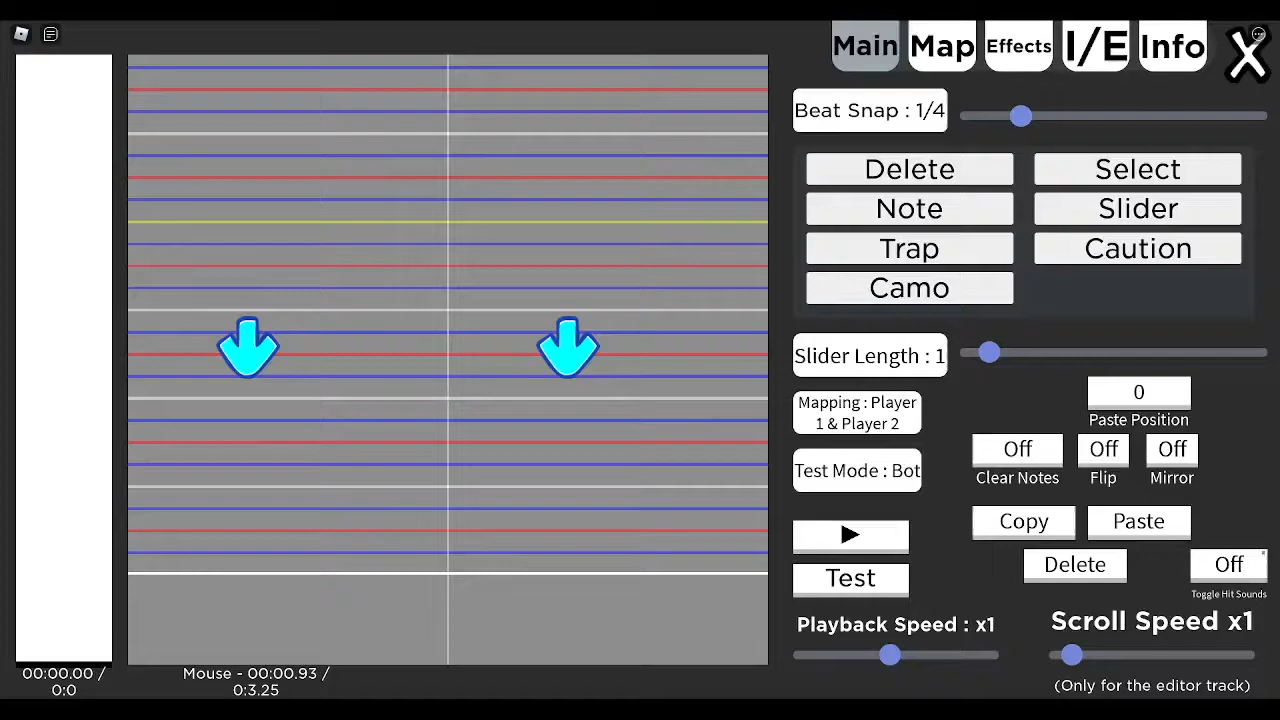 Main Map Effects I/E Info X
Beat Snap : 1/4
Delete Select
Note Slider
Trap Caution
Camo
Slider Length : 1
Mapping : Player
1 & Player 2
0
Paste Position
Off Off Off
Clear Notes Flip Mirror
Test Mode : Bot
Copy Paste
Delete Off
Toggle Hit Sounds
Test
Playback Speed : x1
Scroll Speed x1
(Only for the editor track)
00:00.00 /
0:0
Mouse - 00:00.93 /
0:3.25